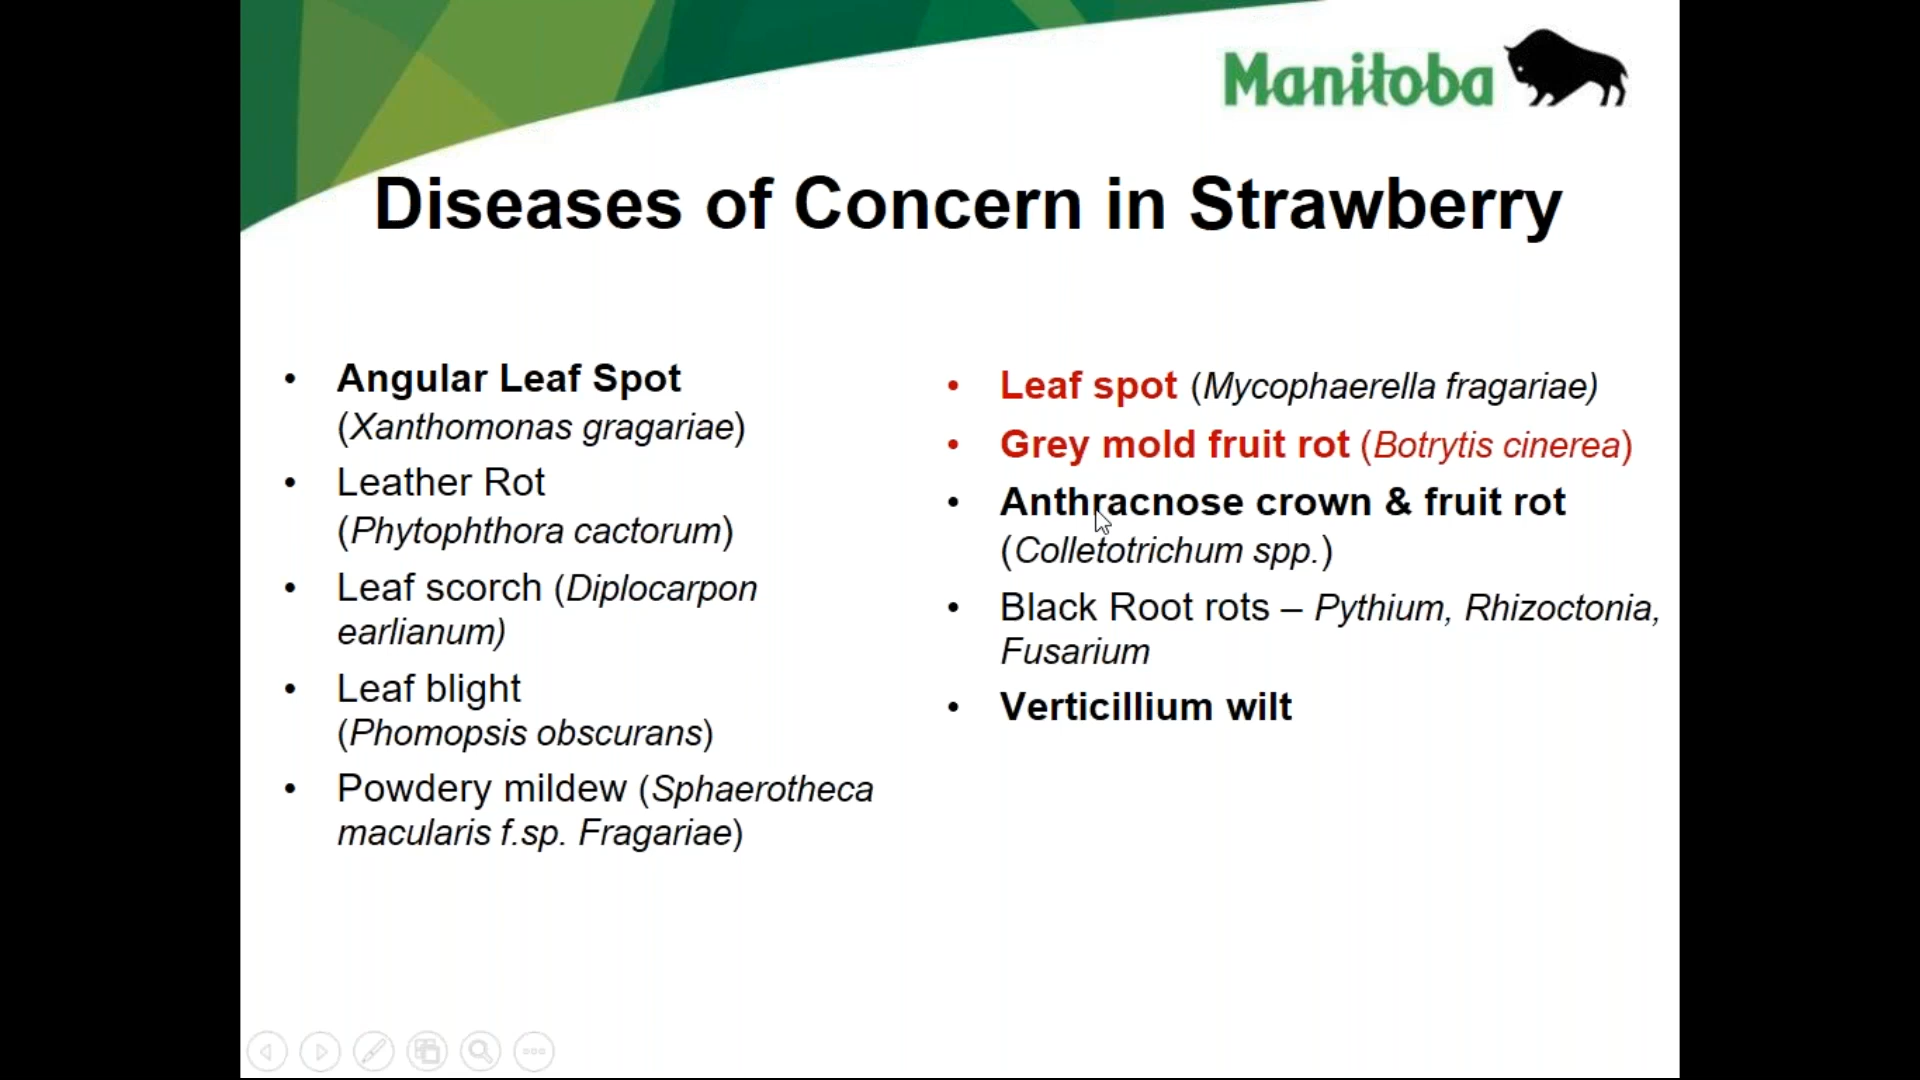 Manitoba
Diseases of Concern in Strawberry
• Angular Leaf Spot
(Xanthomonas gragariae)
• Leather Rot
(Phytophthora cactorum)
• Leaf scorch (Diplocarpon
earlianum)
• Leaf blight
(Phomopsis obscurans)
• Powdery mildew (Sphaerotheca
macularis f.sp. Fragariae)
• Leaf spot (Mycophaerella fragariae)
• Grey mold fruit rot (Botrytis cinerea)
• Anthracnose crown & fruit rot
(Colletotrichum spp.)
• Black Root rots – Pythium, Rhizoctonia,
Fusarium
• Verticillium wilt